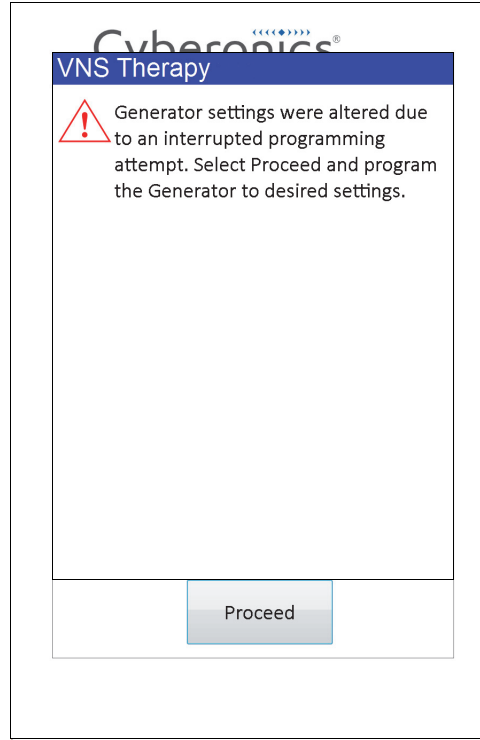 Cyberonics®
VNS Therapy
Generator settings were altered due
to an interrupted programming
attempt. Select Proceed and program
the Generator to desired settings.
Proceed